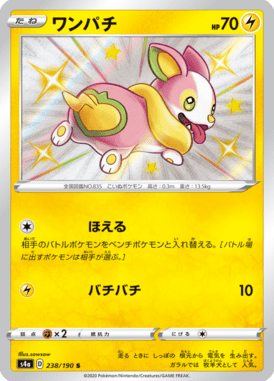 たね ワンパチ HP70
全国図鑑NO.835 こいぬポケモン 高さ:0.3m 重さ:13.5kg
ほえる
相手のバトルポケモンをベンチポケモンと入れ替える。[バトル場
に出すポケモンは相手が選ぶ。]
パチパチ 10
弱点 ×2 抵抗力 にげる
illus.sowsow
s4a D 238/190 S
走る ときに しっぽの 根元から 電気を 生み出す。
ガラルでは 牧羊犬として 人気が 高い。
©2020 Pokémon/Nintendo/Creatures/GAME FREAK.